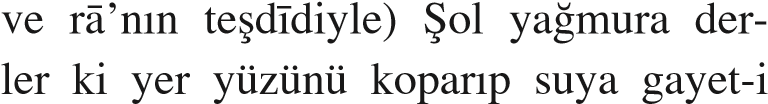 ve rā’nın teşdīdiyle) Şol yağmura der-
ler ki yer yüzünü koparıp suya gayet-i